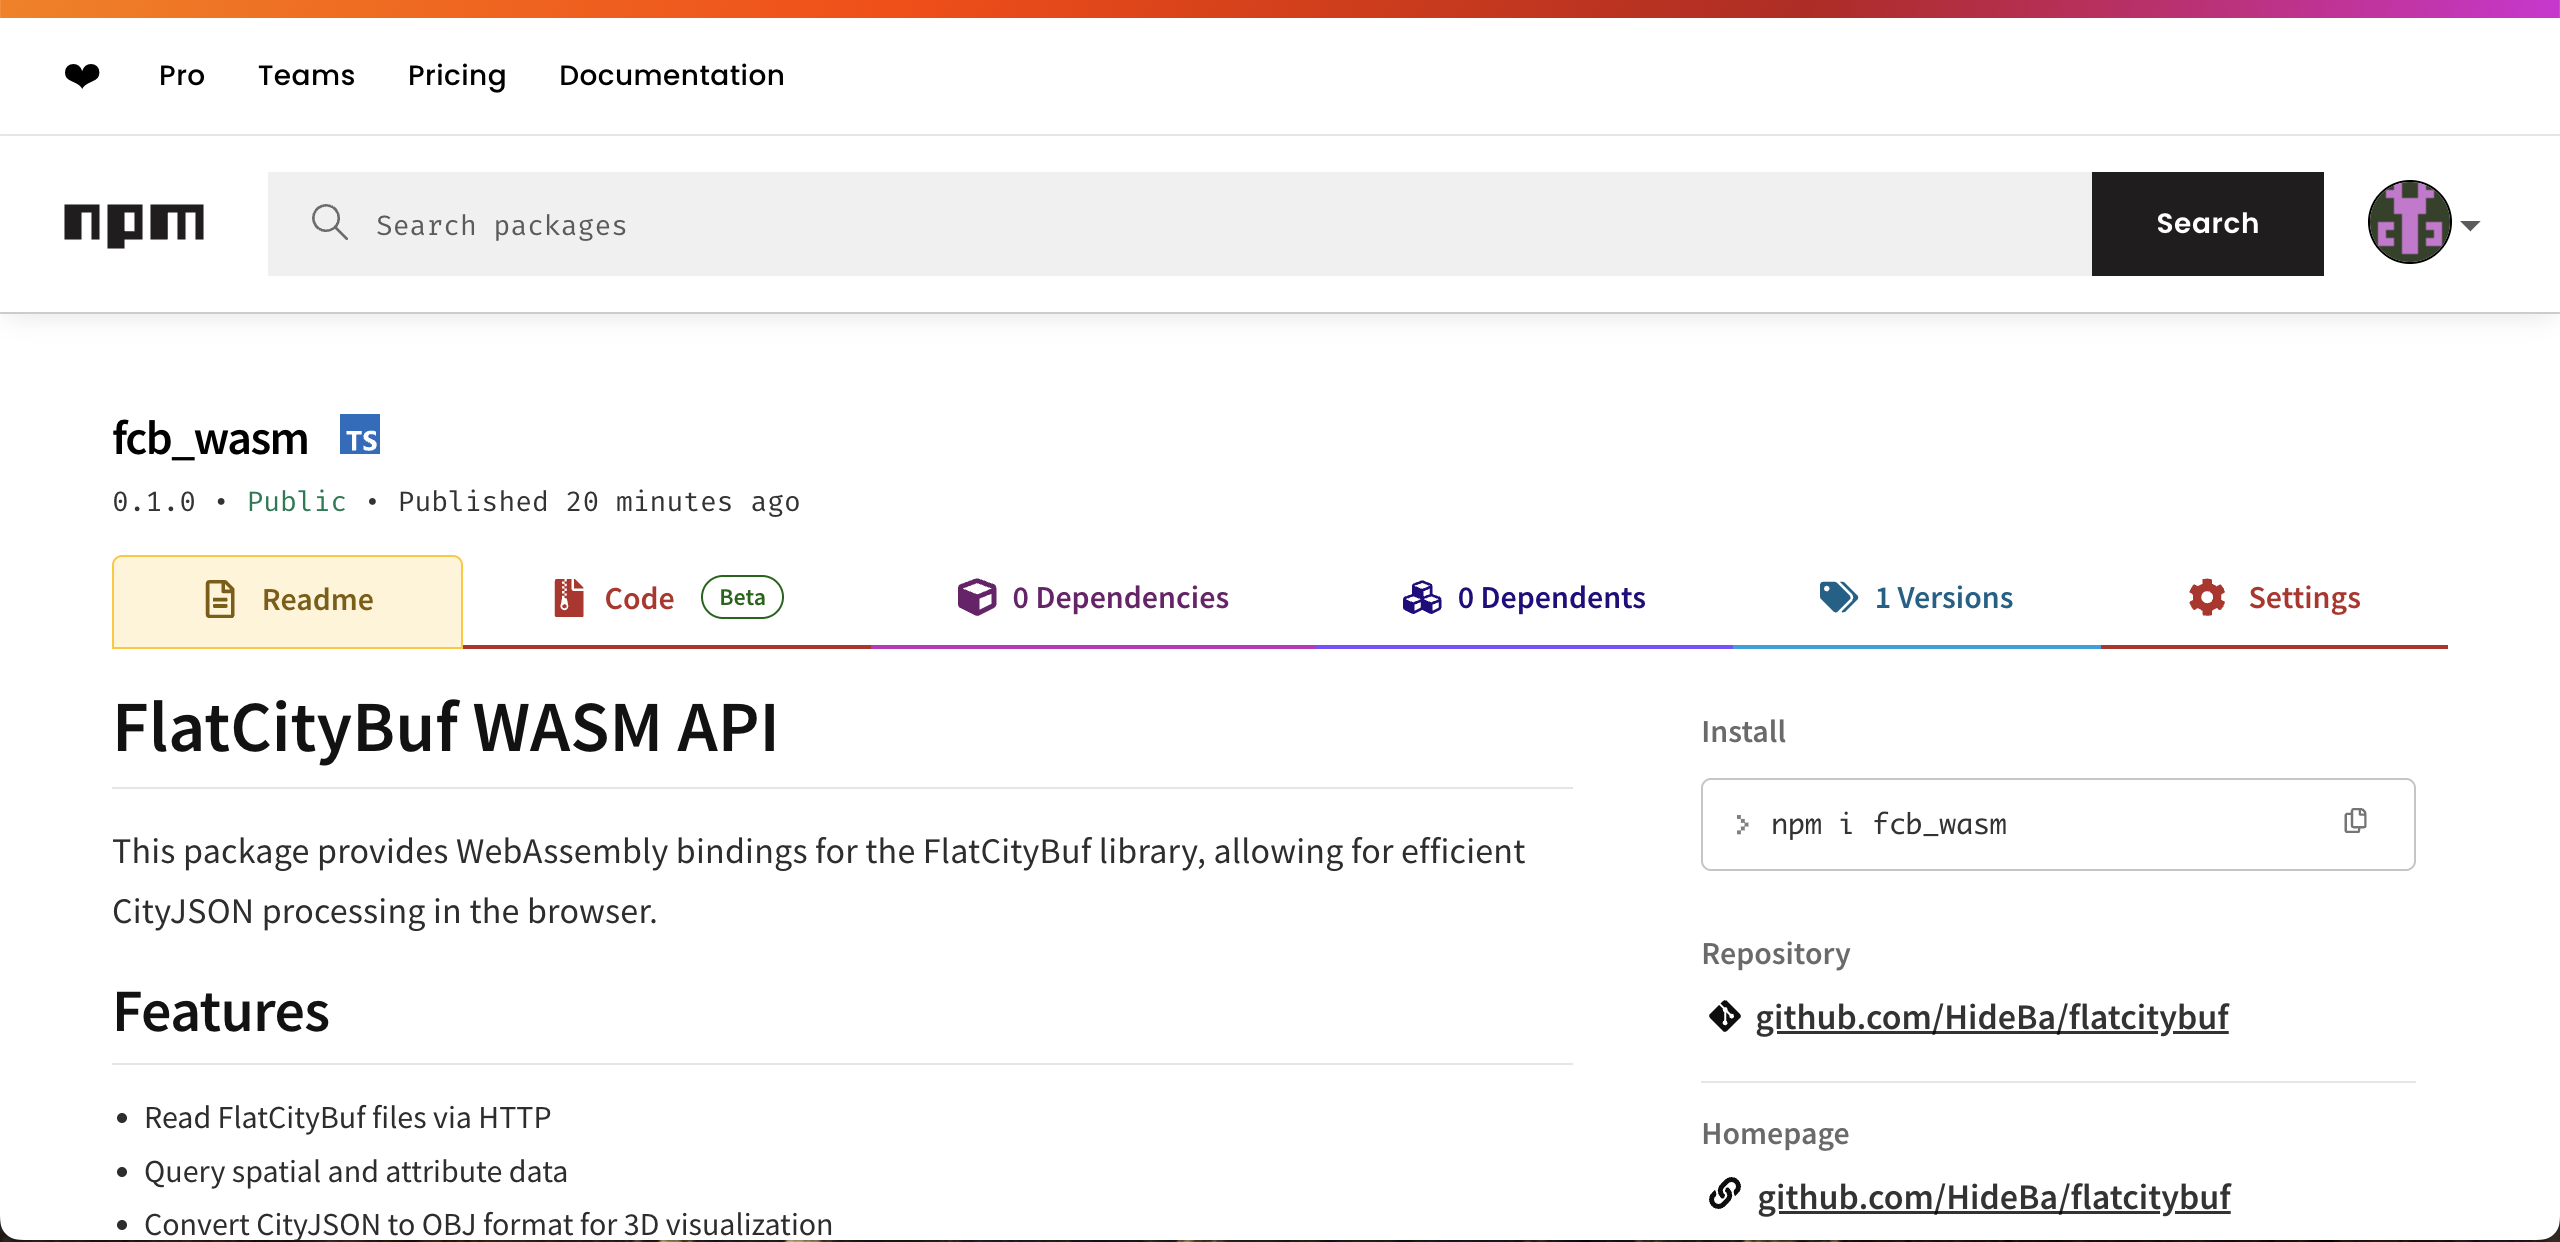 Pro Teams Pricing Documentation
npm Search packages Search
fcb_wasm TS
0.1.0 • Public • Published 20 minutes ago
Readme Code Beta 0 Dependencies 0 Dependents 1 Versions Settings
FlatCityBuf WASM API
This package provides WebAssembly bindings for the FlatCityBuf library, allowing for efficient
CityJSON processing in the browser.
Features
• Read FlatCityBuf files via HTTP
• Query spatial and attribute data
• Convert CityJSON to OBJ format for 3D visualization
Install
> npm i fcb_wasm
Repository
github.com/HideBa/flatcitybuf
Homepage
github.com/HideBa/flatcitybuf